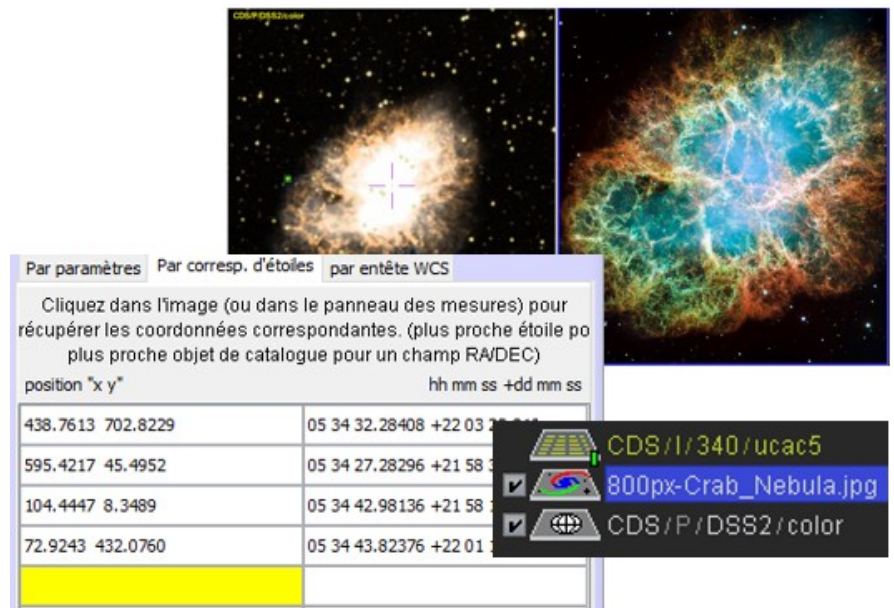 CDS/P/DSS2/color
Par paramètres Par corresp. d'étoiles par entête WCS
Cliquez dans l'image (ou dans le panneau des mesures) pour
récupérer les coordonnées correspondantes. (plus proche étoile po
plus proche objet de catalogue pour un champ RA/DEC)
position "x y" hh mm ss +dd mm ss
438.7613 702.8229 05 34 32.28408 +22 03
595.4217 45.4952 05 34 27.28296 +21 58
104.4447 8.3489 05 34 42.98136 +21 58
72.9243 432.0760 05 34 43.82376 +22 01
CDS/I/340/ucac5
800px-Crab_Nebula.jpg
CDS/P/DSS2/color